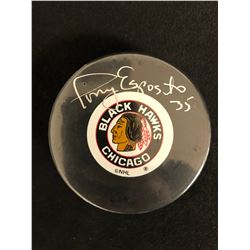 Tony Esposito 35
BLACK HAWKS
CHICAGO
©NHL